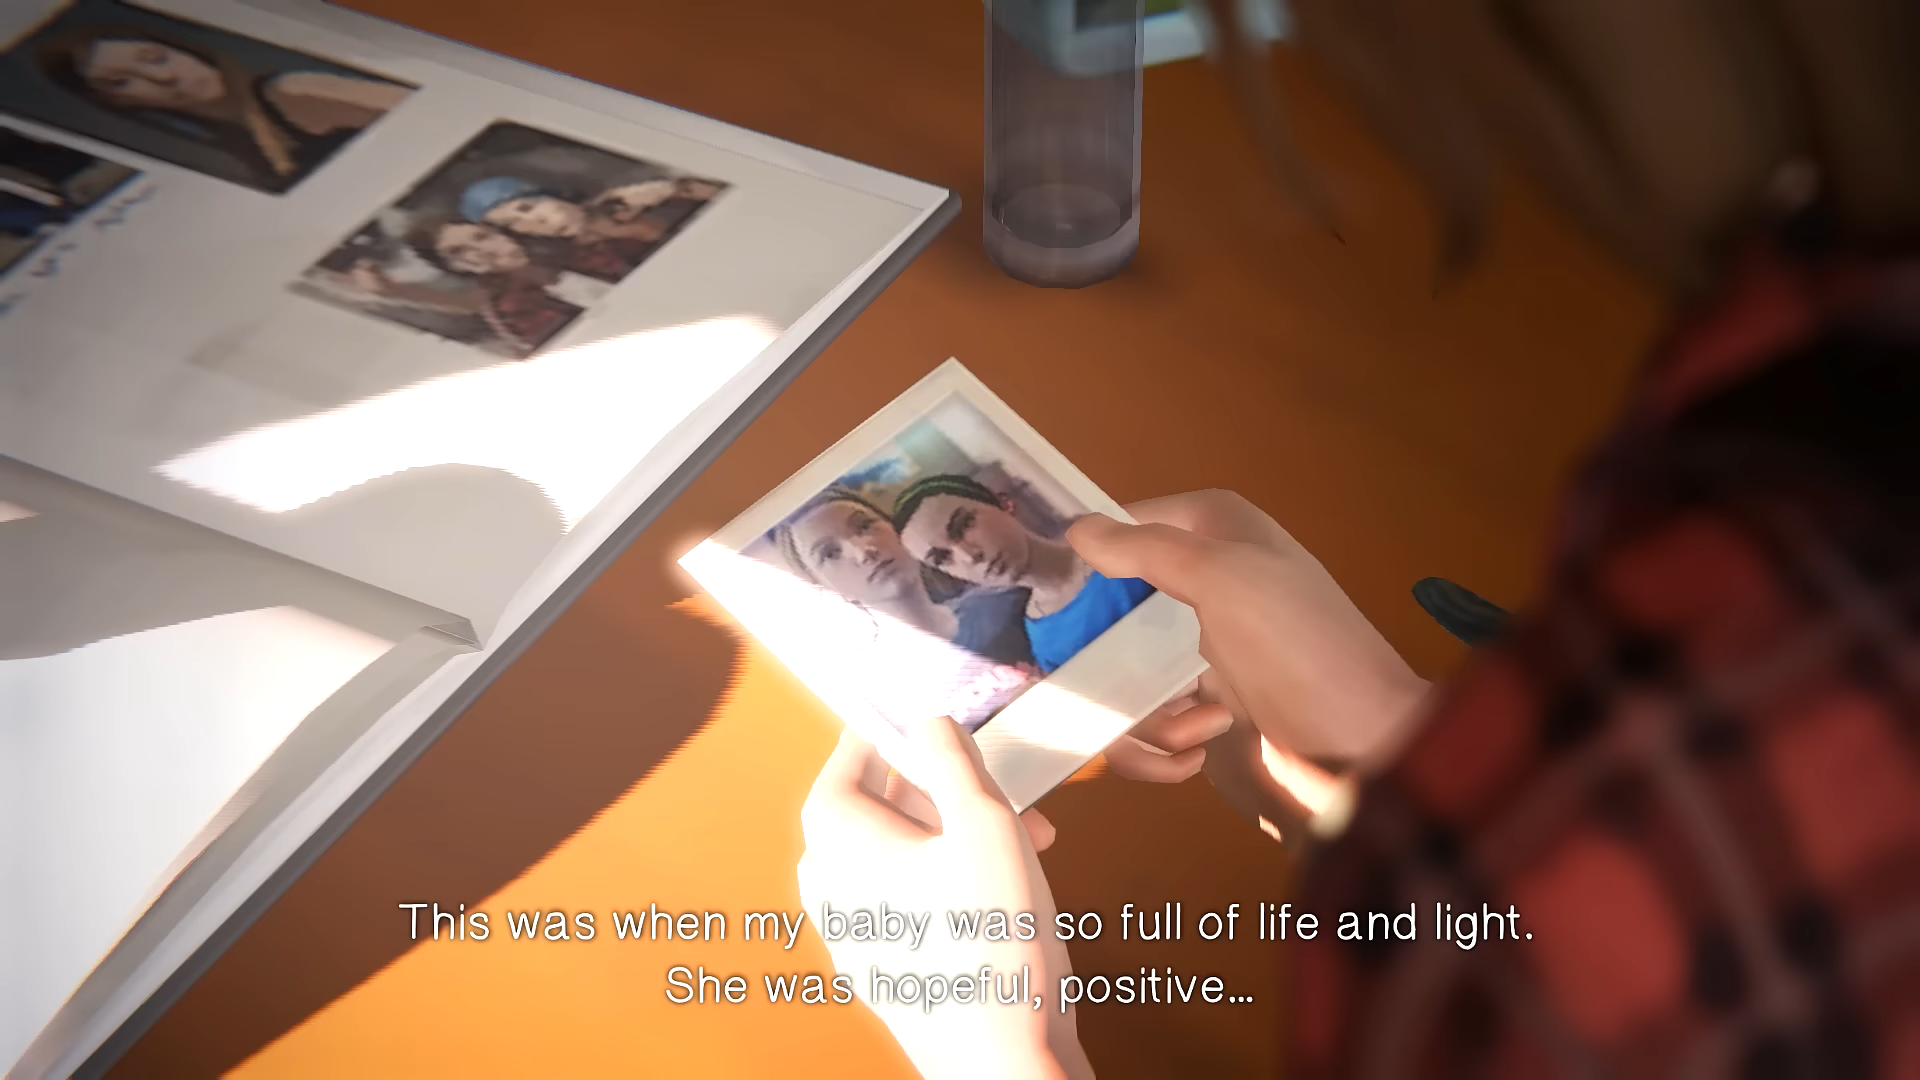 This was when my baby was so full of life and light.
She was hopeful, positive...